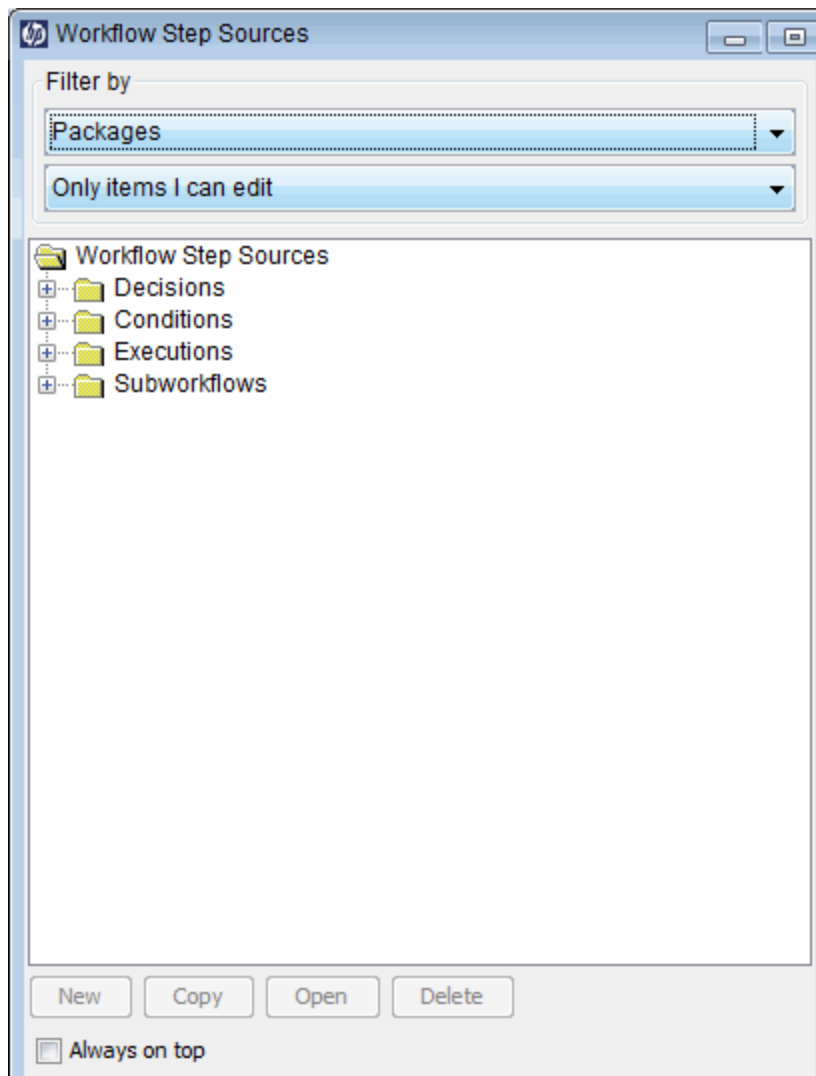 hp Workflow Step Sources
Filter by
Packages
Only items I can edit
Workflow Step Sources
Decisions
Conditions
Executions
Subworkflows
New Copy Open Delete
Always on top